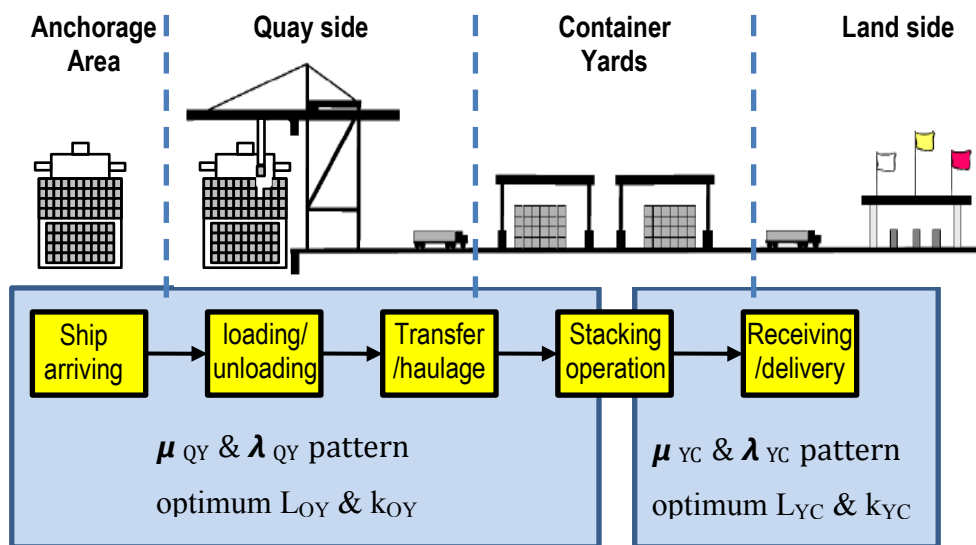 Anchorage
Area
Quay side
Container
Yards
Land side
Ship
arriving
loading/
unloading
Transfer
/haulage
Stacking
operation
Receiving
/delivery
μ QY & λ QY pattern
optimum LOY & kOY
μ YC & λ YC pattern
optimum LYC & kYC